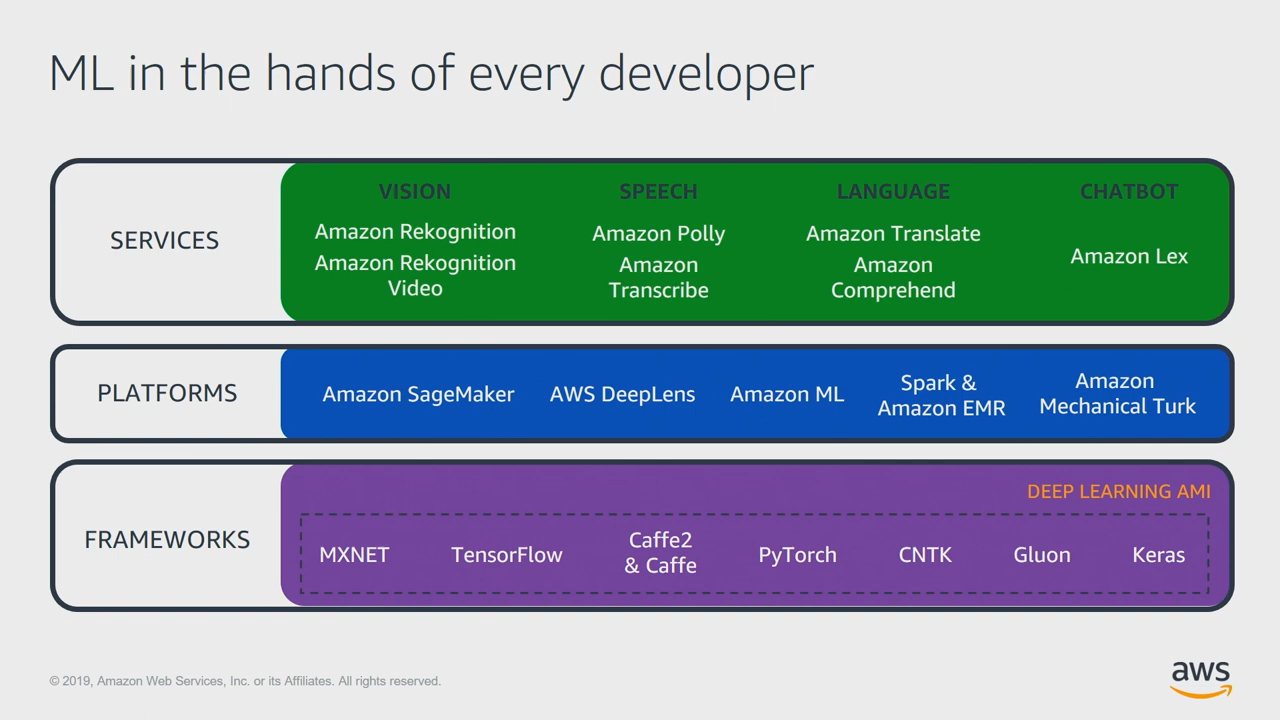 ML in the hands of every developer
SERVICES
VISION
Amazon Rekognition
Amazon Rekognition
Video
SPEECH
Amazon Polly
Amazon
Transcribe
LANGUAGE
Amazon Translate
Amazon
Comprehend
CHATBOT
Amazon Lex
PLATFORMS
Amazon SageMaker
AWS DeepLens
Amazon ML
Spark &
Amazon EMR
Amazon
Mechanical Turk
FRAMEWORKS
DEEP LEARNING AMI
MXNET
TensorFlow
Caffe2
& Caffe
PyTorch
CNTK
Gluon
Keras
© 2019, Amazon Web Services, Inc. or its Affiliates. All rights reserved.
aws